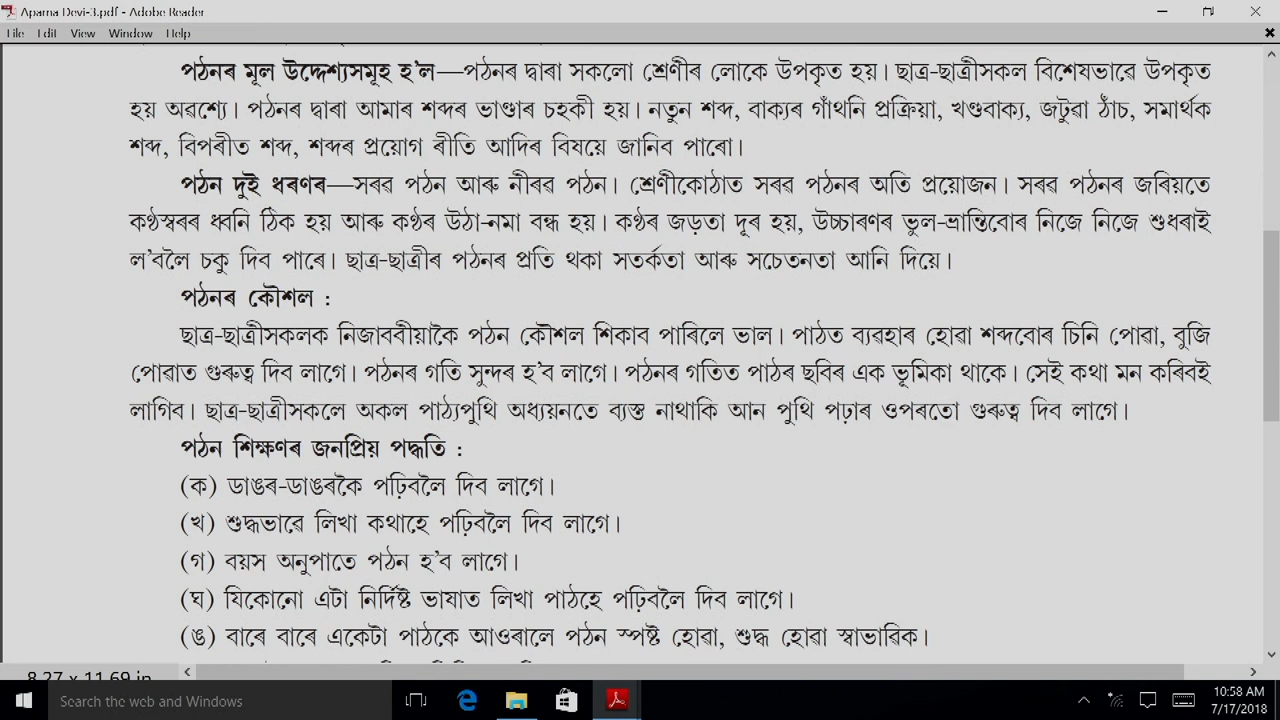 Aparna Devi-3.pdf - Adobe Reader
File Edit View Window Help
পঠনৰ মূল উদ্দেশ্যসমূহ হ’ল—পঠনৰ দ্বাৰা সকলো শ্ৰেণীৰ লোকে উপকৃত হয়। ছাত্ৰ-ছাত্ৰীসকল বিশেষভাৱে উপকৃত
হয় অৱশ্যে। পঠনৰ দ্বাৰা আমাৰ শব্দৰ ভাণ্ডাৰ চহকী হয়। নতুন শব্দ, বাক্যৰ গাঁথনি প্ৰক্ৰিয়া, খণ্ডবাক্য, জটুৱা ঠাঁচ, সমাৰ্থক
শব্দ, বিপৰীত শব্দ, শব্দৰ প্ৰয়োগ ৰীতি আদিৰ বিষয়ে জানিব পাৰো।
পঠন দুই ধৰণৰ—সৰৱ পঠন আৰু নীৰৱ পঠন। শ্ৰেণীকোঠাত সৰৱ পঠনৰ অতি প্ৰয়োজন। সৰৱ পঠনৰ জৰিয়তে
কণ্ঠস্বৰৰ ধ্বনি ঠিক হয় আৰু কণ্ঠৰ উঠা-নমা বন্ধ হয়। কণ্ঠৰ জড়তা দূৰ হয়, উচ্চাৰণৰ ভুল-ভ্ৰান্তিবোৰ নিজে নিজে শুধৰাই
ল’বলৈ চকু দিব পাৰে। ছাত্ৰ-ছাত্ৰীৰ পঠনৰ প্ৰতি থকা সতৰ্কতা আৰু সচেতনতা আনি দিয়ে।
পঠনৰ কৌশল :
ছাত্ৰ-ছাত্ৰীসকলক নিজাববীয়াকৈ পঠন কৌশল শিকাব পাৰিলে ভাল। পাঠত ব্যৱহাৰ হোৱা শব্দবোৰ চিনি পোৱা, বুজি
পোৱাত গুৰুত্ব দিব লাগে। পঠনৰ গতি সুন্দৰ হ’ব লাগে। পঠনৰ গতিত পাঠৰ ছবিৰ এক ভূমিকা থাকে। সেই কথা মন কৰিবই
লাগিব। ছাত্ৰ-ছাত্ৰীসকলে অকল পাঠ্যপুথি অধ্যয়নতে ব্যস্ত নাথাকি আন পুথি পঢ়াৰ ওপৰতো গুৰুত্ব দিব লাগে।
পঠন শিক্ষণৰ জনপ্ৰিয় পদ্ধতি :
(ক) ডাঙৰ-ডাঙৰকৈ পঢ়িবলৈ দিব লাগে।
(খ) শুদ্ধভাৱে লিখা কথাহে পঢ়িবলৈ দিব লাগে।
(গ) বয়স অনুপাতে পঠন হ’ব লাগে।
(ঘ) যিকোনো এটা নিৰ্দিষ্ট ভাষাত লিখা পাঠহে পঢ়িবলৈ দিব লাগে।
(ঙ) বাৰে বাৰে একেটা পাঠকে আওৰালে পঠন স্পষ্ট হোৱা, শুদ্ধ হোৱা স্বাভাৱিক।
8.27 x 11.69 in
Search the web and Windows
10:58 AM
7/17/2018